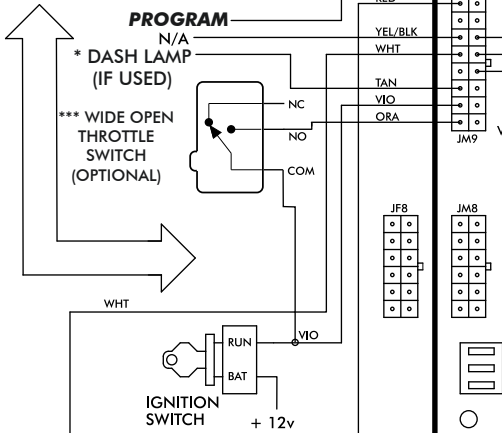 RED
PROGRAM
N/A
YEL/BLK
* DASH LAMP
(IF USED)
WHT
TAN
VIO
ORA
NC
NO
COM
*** WIDE OPEN
THROTTLE
SWITCH
(OPTIONAL)
JM9
JF8
JM8
WHT
VIO
RUN
BAT
IGNITION
SWITCH
+ 12v